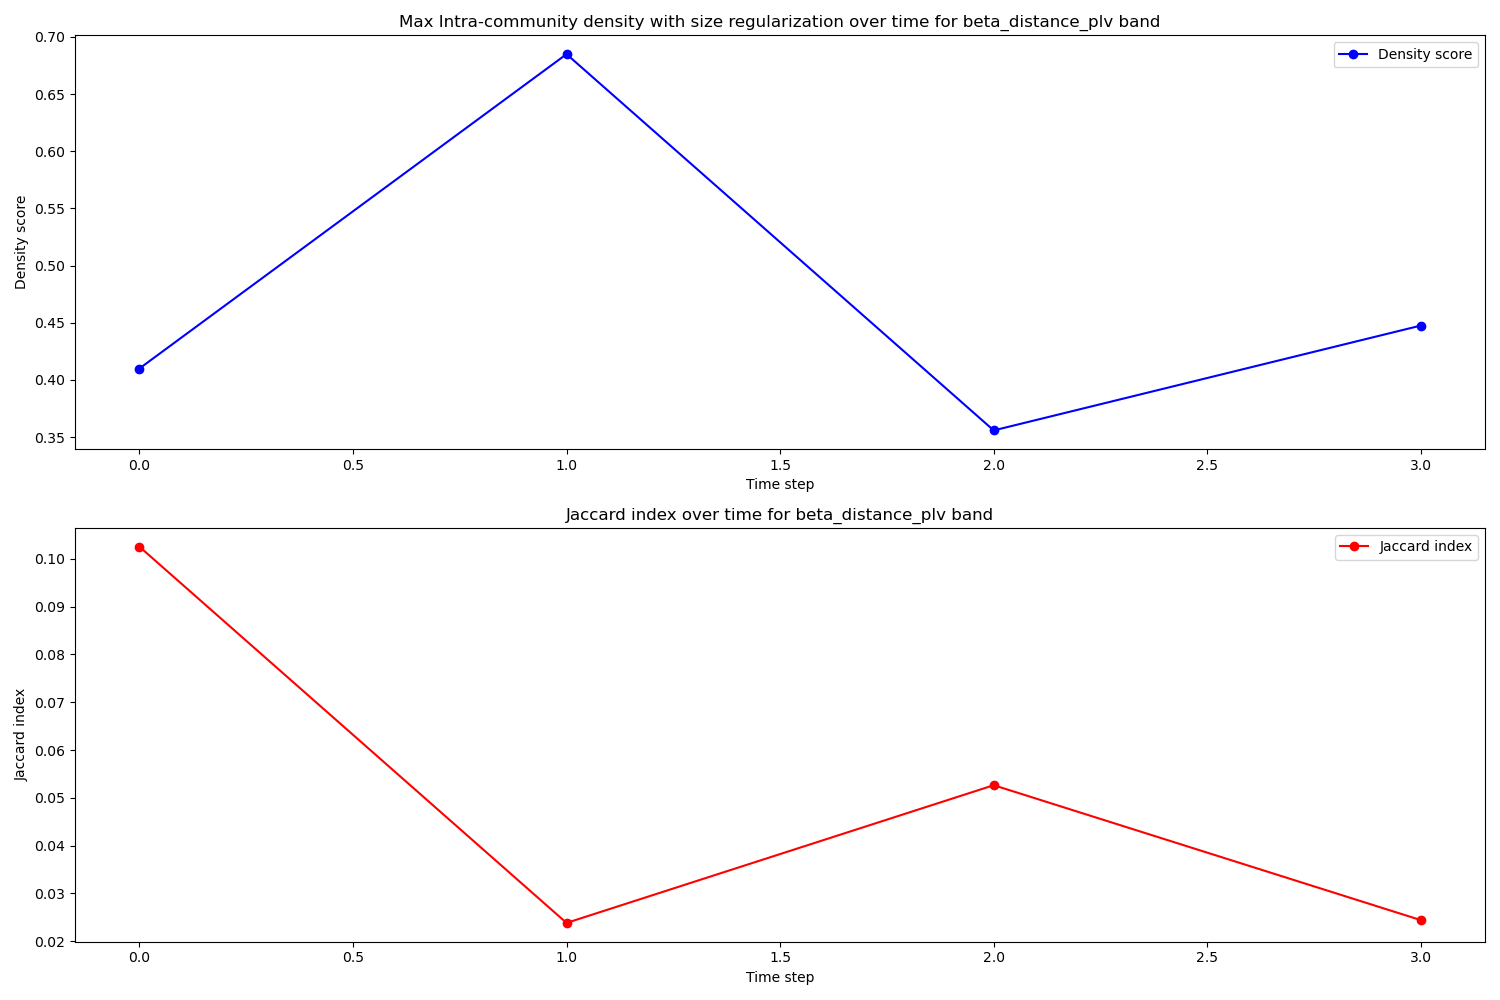 Max Intra-community density with size regularization over time for beta_distance_plv band
Density score
0.70
0.65
0.60
0.55
0.50
0.45
0.40
0.35
Density score
0.0 0.5 1.0 1.5 2.0 2.5 3.0
Time step
Jaccard index over time for beta_distance_plv band
Jaccard index
0.10
0.09
0.08
0.07
0.06
0.05
0.04
0.03
0.02
Jaccard index
0.0 0.5 1.0 1.5 2.0 2.5 3.0
Time step